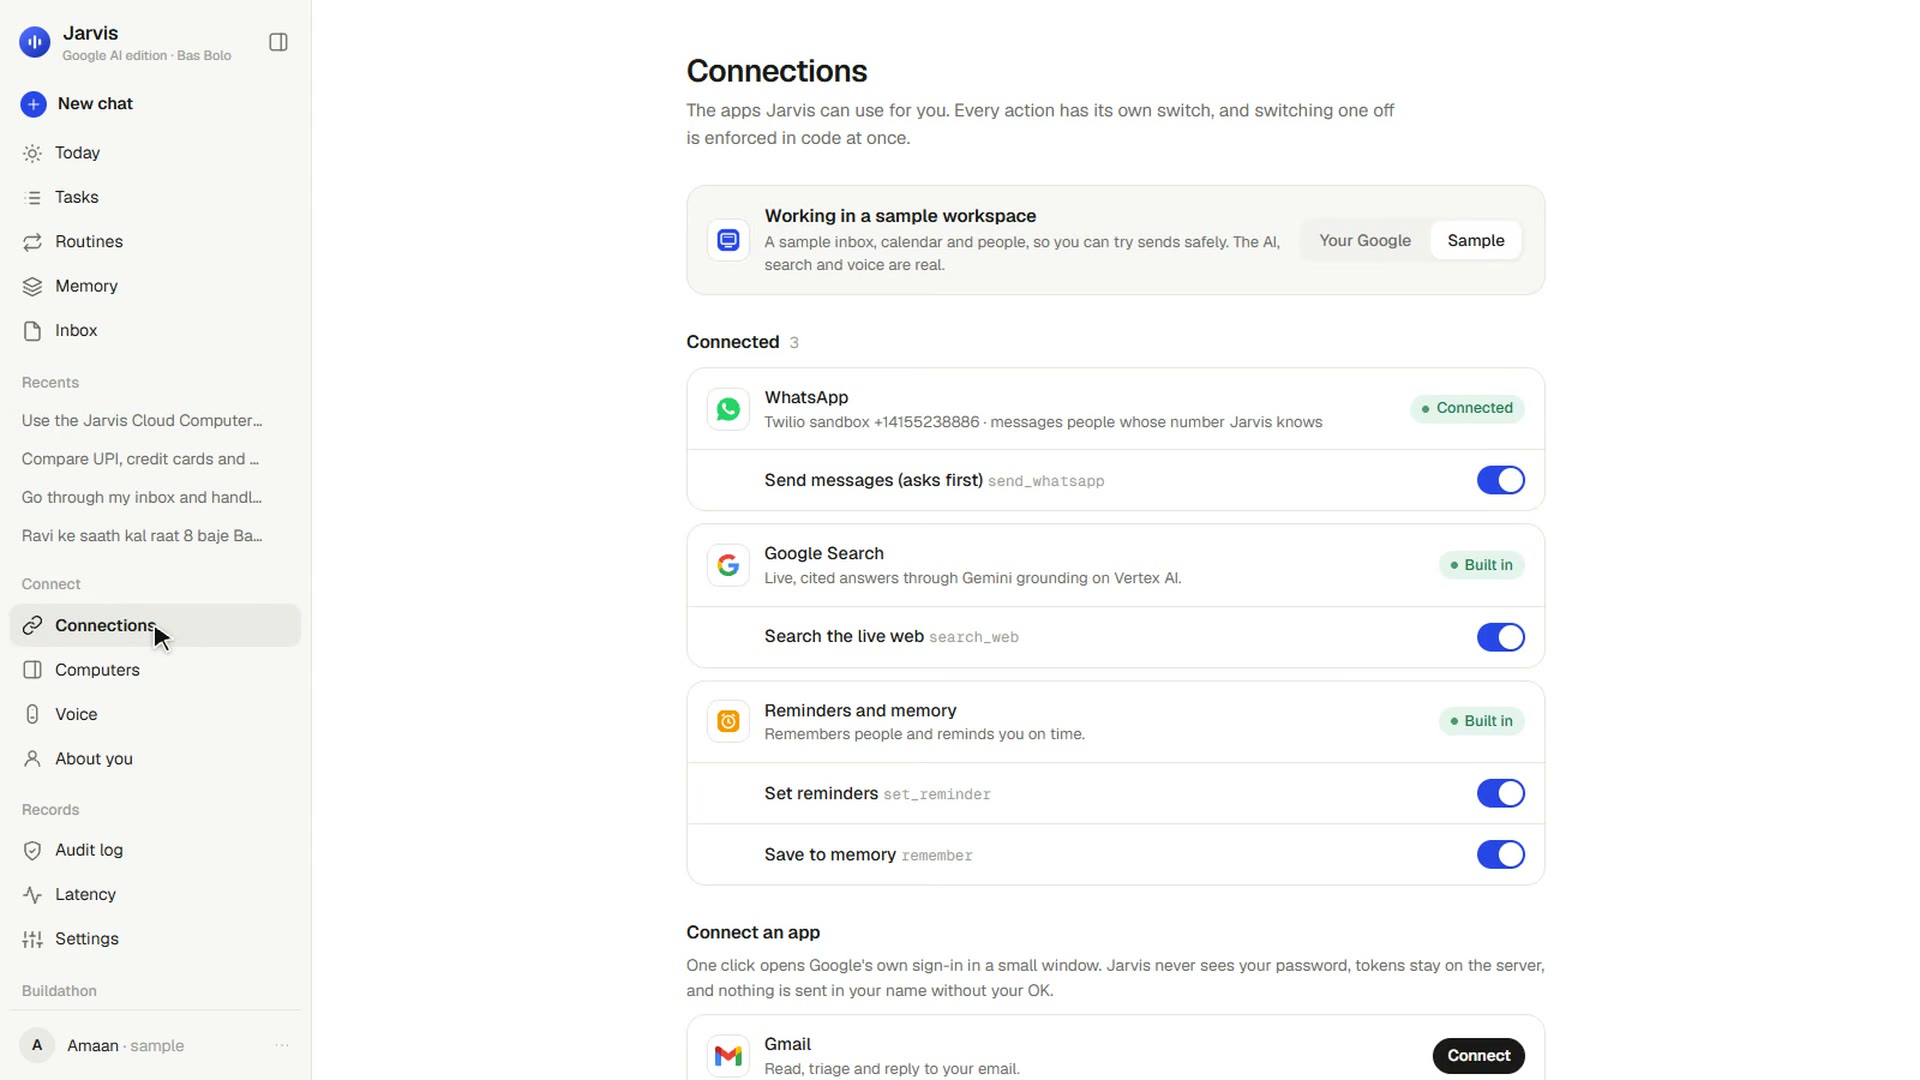 Jarvis
Google AI edition · Bas Bolo
New chat
Today
Tasks
Routines
Memory
Inbox
Recents
Use the Jarvis Cloud Computer...
Compare UPI, credit cards and ...
Go through my inbox and handl...
Ravi ke saath kal raat 8 baje Ba...
Connect
Connections
Computers
Voice
About you
Records
Audit log
Latency
Settings
Buildathon
A
Amaan · sample
Connections
The apps Jarvis can use for you. Every action has its own switch, and switching one off
is enforced in code at once.
Working in a sample workspace
A sample inbox, calendar and people, so you can try sends safely. The AI,
search and voice are real.
Your Google
Sample
Connected 3
WhatsApp
Twilio sandbox +14155238886 · messages people whose number Jarvis knows
Connected
Send messages (asks first) send_whatsapp
Google Search
Live, cited answers through Gemini grounding on Vertex AI.
Built in
Search the live web search_web
Reminders and memory
Remembers people and reminds you on time.
Built in
Set reminders set_reminder
Save to memory remember
Connect an app
One click opens Google's own sign-in in a small window. Jarvis never sees your password, tokens stay on the server,
and nothing is sent in your name without your OK.
Gmail
Read, triage and reply to your email.
Connect